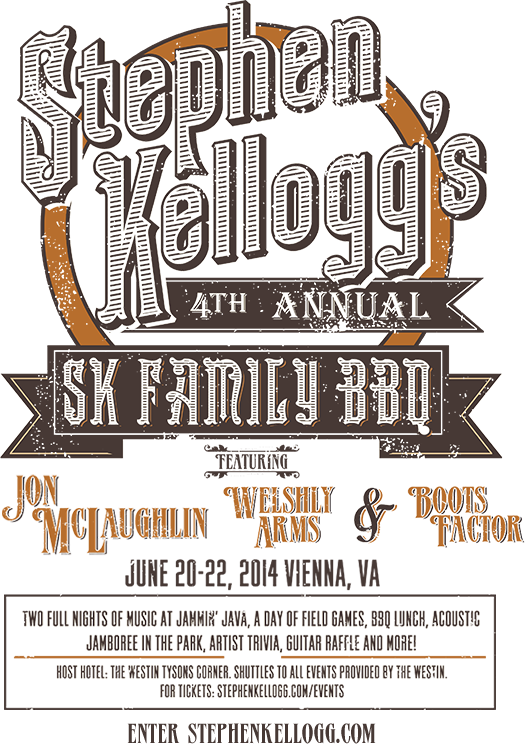 Stephen
Kellogg's
4TH ANNUAL
SK FAMILY BBQ
FEATURING
JON MCLAUGHLIN
WELSHLY ARMS
&
BOOTS FACTOR
JUNE 20-22, 2014 VIENNA, VA
TWO FULL NIGHTS OF MUSIC AT JAMMIN' JAVA, A DAY OF FIELD GAMES, BBQ LUNCH, ACOUSTIC
JAMBOREE IN THE PARK, ARTIST TRIVIA, GUITAR RAFFLE AND MORE!
HOST HOTEL: THE WESTIN TYSONS CORNER. SHUTTLES TO ALL EVENTS PROVIDED BY THE WESTIN.
FOR TICKETS: STEPHENKELLOGG.COM/EVENTS
ENTER STEPHENKELLOGG.COM